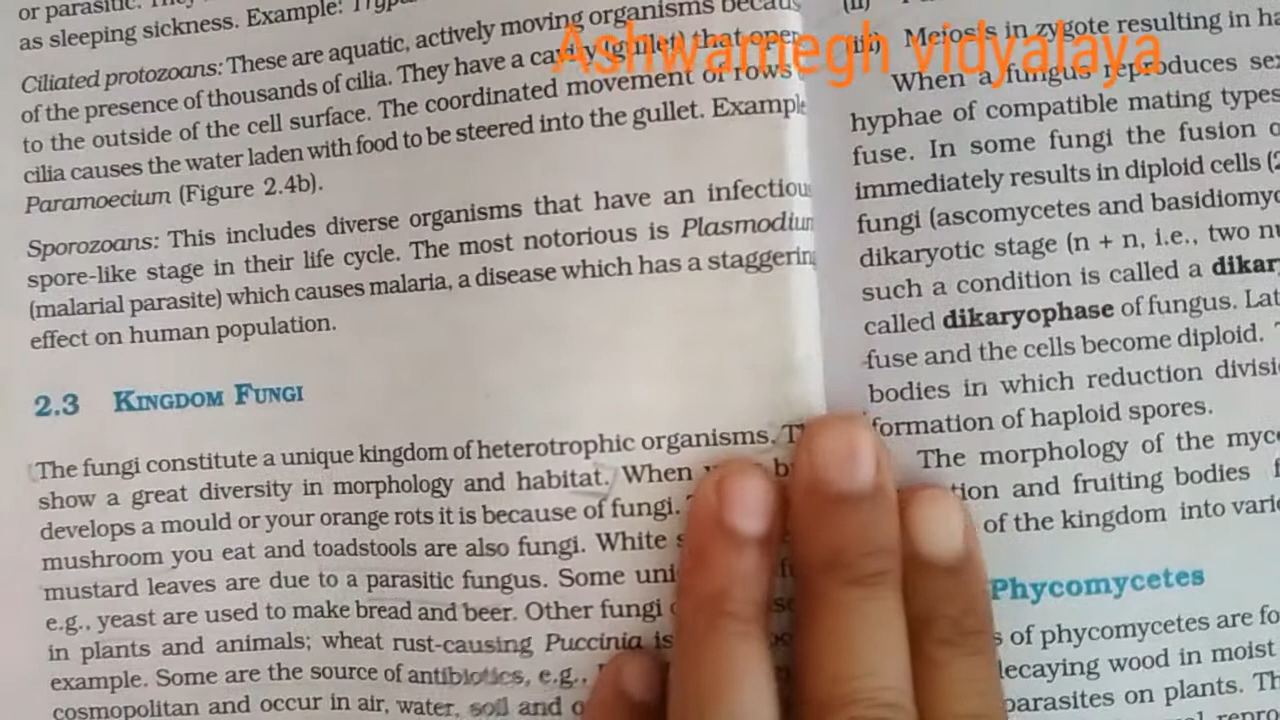 or parasitic.
as sleeping sickness. Example:
Ciliated protozoans: These are aquatic, actively moving organisms
of the presence of thousands of cilia. They have a cavity (gullet) that
to the outside of the cell surface. The coordinated movement of rows
cilia causes the water laden with food to be steered into the gullet.
Paramoecium (Figure 2.4b).
Sporozoans: This includes diverse organisms that have an
spore-like stage in their life cycle. The most notorious is
(malarial parasite) which causes malaria, a disease which has a
effect on human population.
2.3 KINGDOM FUNGI
The fungi constitute a unique kingdom of heterotrophic organisms.
show a great diversity in morphology and habitat. When
develops a mould or your orange rots it is because of fungi.
mushroom you eat and toadstools are also fungi. White
mustard leaves are due to a parasitic fungus. Some
e.g., yeast are used to make bread and beer. Other fungi
in plants and animals; wheat rust-causing Puccinia is
example. Some are the source of antibiotics, e.g.,
cosmopolitan and occur in air, water, soil and
Ashwamegh vidyalaya
(ii)
(iii) Meiosis in zygote resulting in
When a fungus reproduces
hyphae of compatible mating types
fuse. In some fungi the fusion
immediately results in diploid cells
fungi (ascomycetes and
dikaryotic stage (n + n, i.e., two
such a condition is called a
called dikaryophase of fungus.
fuse and the cells become diploid.
bodies in which reduction
formation of haploid spores.
The morphology of the
and fruiting bodies
of the kingdom into
Phycomycetes
of phycomycetes are
wood in moist
parasites on plants.